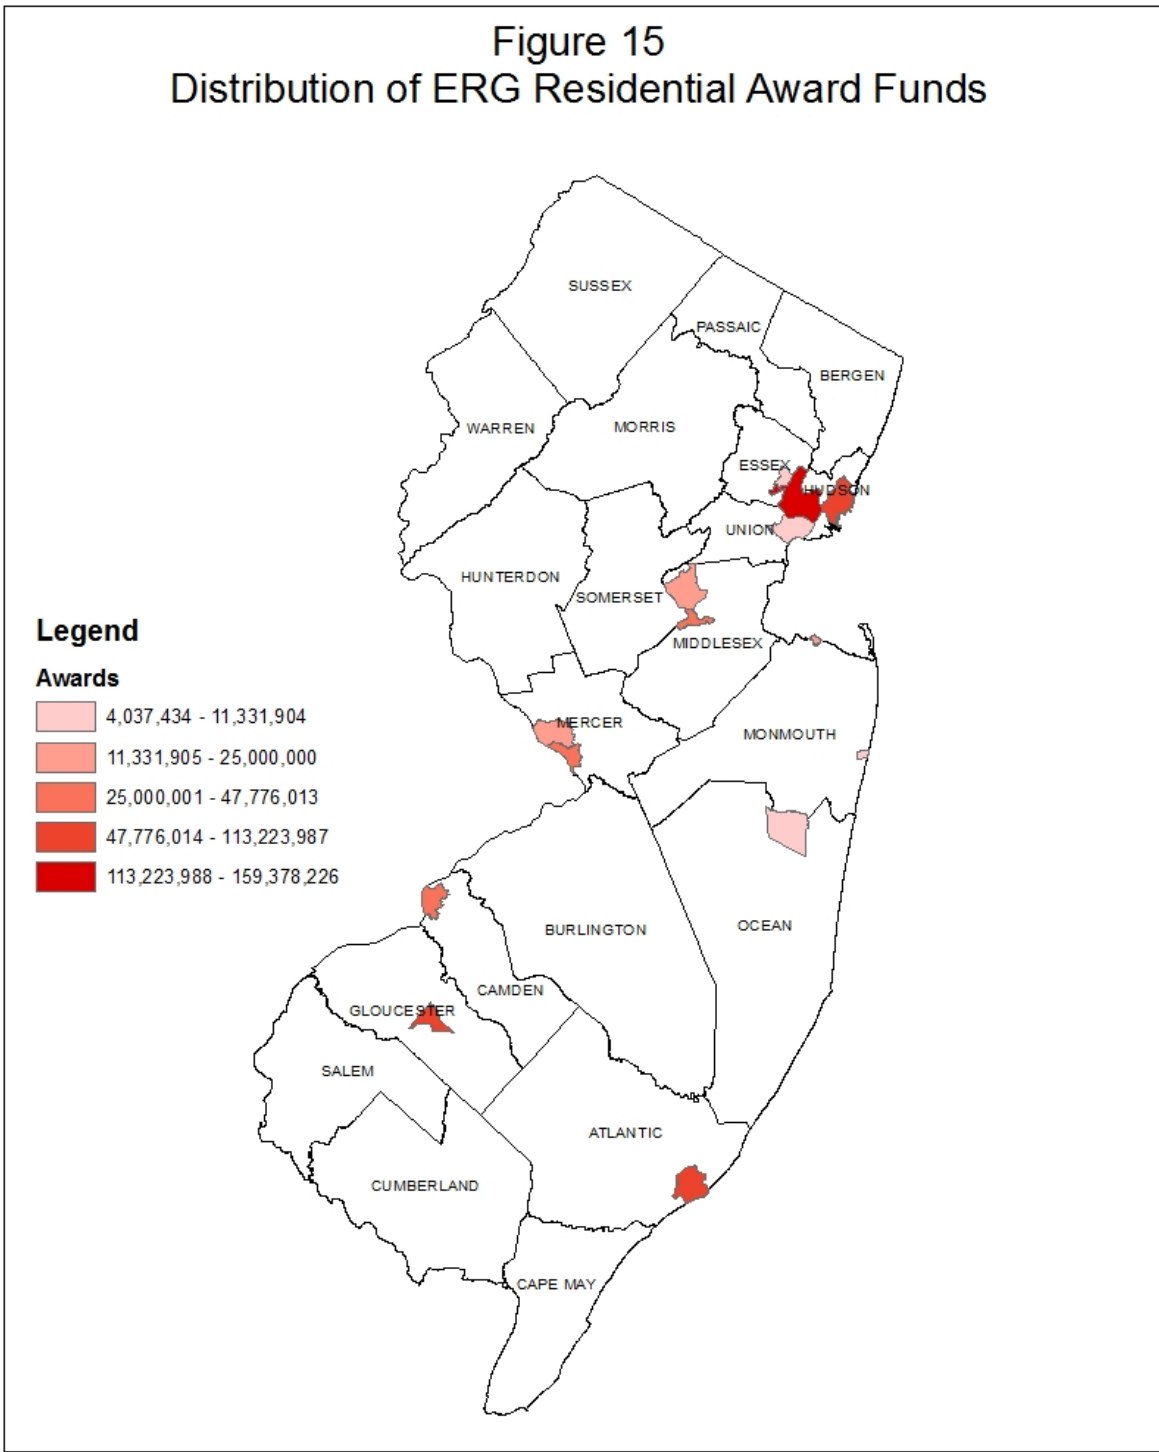 Figure 15
Distribution of ERG Residential Award Funds
SUSSEX
PASSAIC
BERGEN
WARREN
MORRIS
ESSEX
HUDSON
UNION
HUNTERDON
SOMERSET
MIDDLESEX
MERCER
MONMOUTH
Legend
Awards
4,037,434 - 11,331,904
11,331,905 - 25,000,000
25,000,001 - 47,776,013
47,776,014 - 113,223,987
113,223,988 - 159,378,226
BURLINGTON
OCEAN
CAMDEN
GLOUCESTER
SALEM
ATLANTIC
CUMBERLAND
CAPE MAY